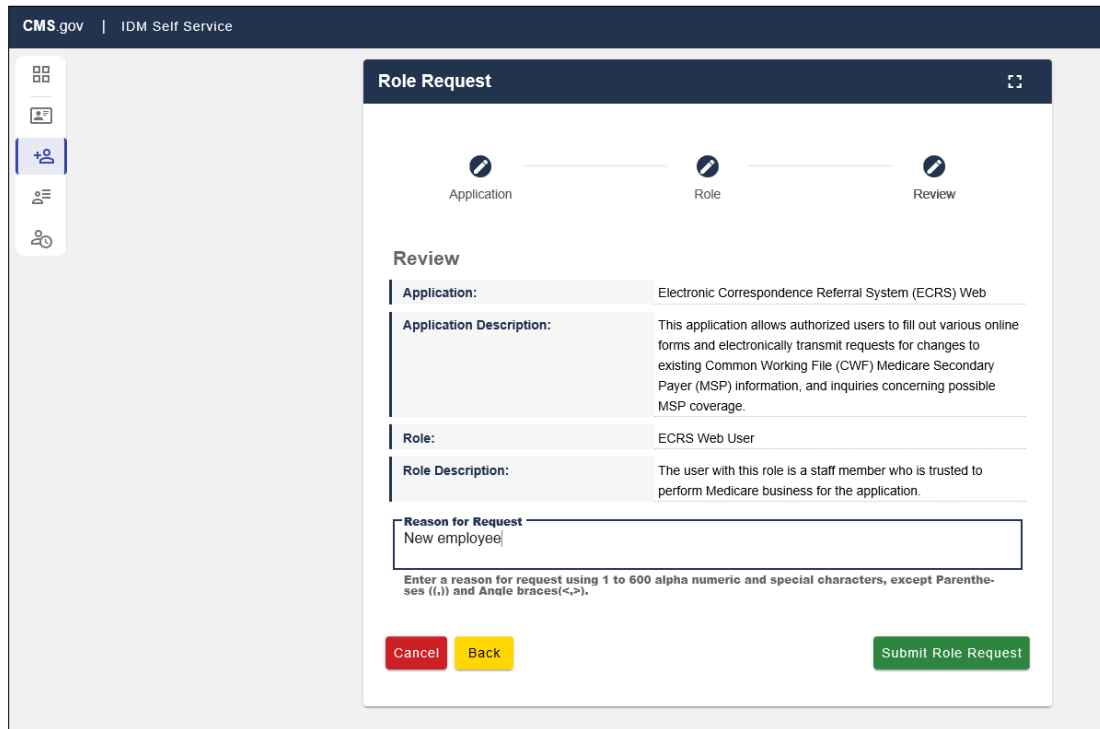 CMS.gov | IDM Self Service
Role Request
Application Role Review
Review
Application: Electronic Correspondence Referral System (ECRS) Web
Application Description: This application allows authorized users to fill out various online
forms and electronically transmit requests for changes to
existing Common Working File (CWF) Medicare Secondary
Payer (MSP) information, and inquiries concerning possible
MSP coverage.
Role: ECRS Web User
Role Description: The user with this role is a staff member who is trusted to
perform Medicare business for the application.
Reason for Request
New employee
Enter a reason for request using 1 to 600 alpha numeric and special characters, except Parenthe-
ses ((,)) and Angle braces(<,>).
Cancel Back Submit Role Request